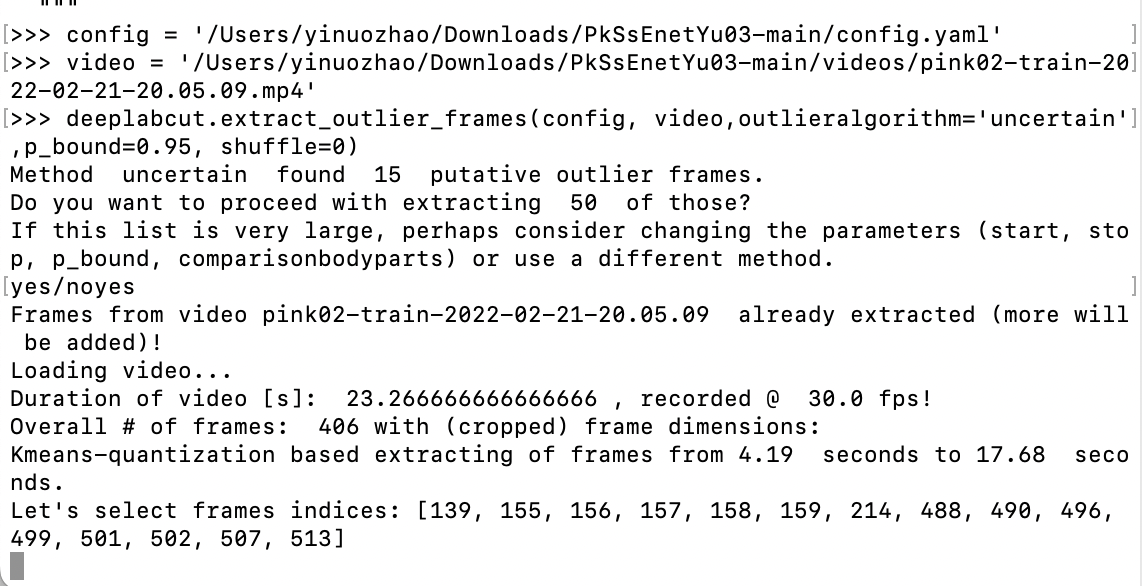 """
[>>> config = '/Users/yinuozhao/Downloads/PkSsEnetYu03-main/config.yaml' ]
[>>> video = '/Users/yinuozhao/Downloads/PkSsEnetYu03-main/videos/pink02-train-20]
22-02-21-20.05.09.mp4'
[>>> deeplabcut.extract_outlier_frames(config, video,outlieralgorithm='uncertain']
,p_bound=0.95, shuffle=0)
Method  uncertain  found  15  putative outlier frames.
Do you want to proceed with extracting  50  of those?
If this list is very large, perhaps consider changing the parameters (start, sto
p, p_bound, comparisonbodyparts) or use a different method.
[yes/noyes ]
Frames from video pink02-train-2022-02-21-20.05.09  already extracted (more will
 be added)!
Loading video...
Duration of video [s]:  23.266666666666666 , recorded @  30.0 fps!
Overall # of frames:  406 with (cropped) frame dimensions:
Kmeans-quantization based extracting of frames from 4.19  seconds to 17.68  seco
nds.
Let's select frames indices: [139, 155, 156, 157, 158, 159, 214, 488, 490, 496,
499, 501, 502, 507, 513]